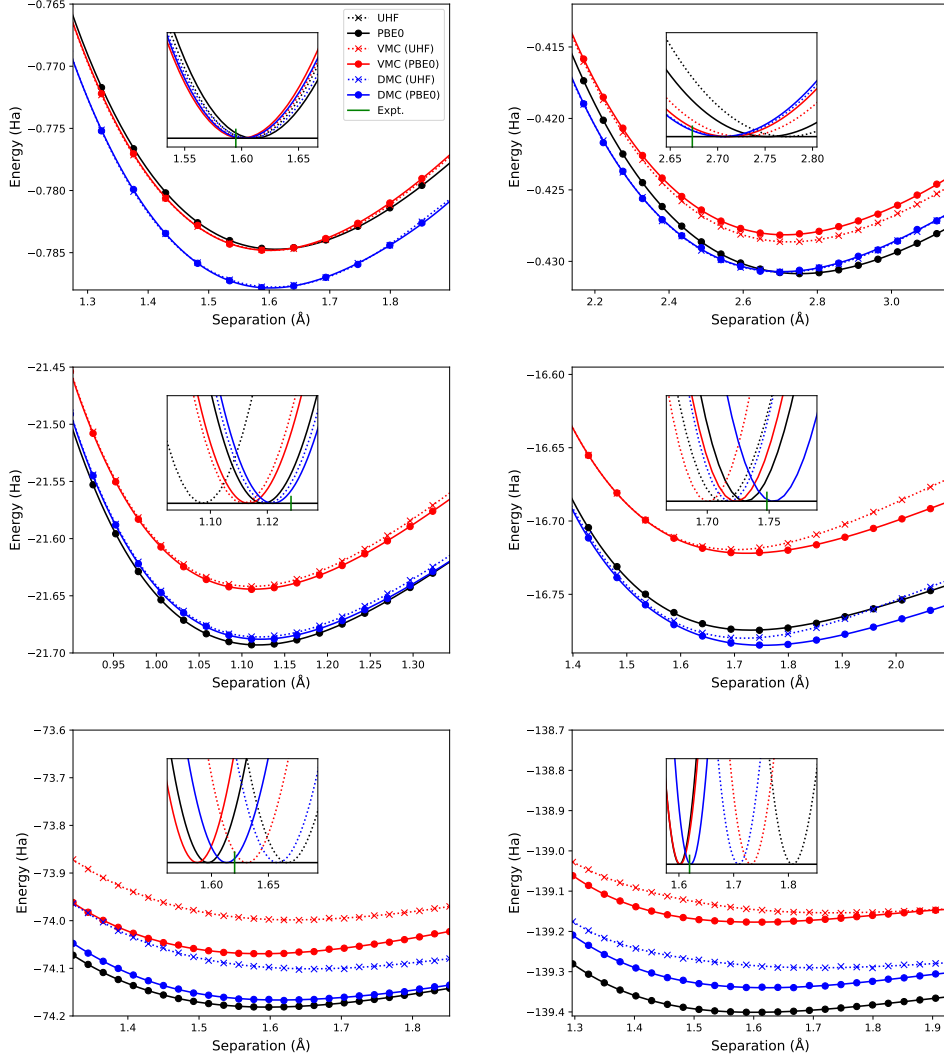 −0.765
−0.770
−0.775
−0.780
−0.785
Energy (Ha)
1.3 1.4 1.5 1.6 1.7 1.8
Separation (Å)
1.55 1.60 1.65
UHF
PBE0
VMC (UHF)
VMC (PBE0)
DMC (UHF)
DMC (PBE0)
Expt.
−0.415
−0.420
−0.425
−0.430
Energy (Ha)
2.2 2.4 2.6 2.8 3.0
Separation (Å)
2.65 2.70 2.75 2.80
−21.45
−21.50
−21.55
−21.60
−21.65
−21.70
Energy (Ha)
0.95 1.00 1.05 1.10 1.15 1.20 1.25 1.30
Separation (Å)
1.10 1.12
−16.60
−16.65
−16.70
−16.75
Energy (Ha)
1.4 1.5 1.6 1.7 1.8 1.9 2.0
Separation (Å)
1.70 1.75
−73.6
−73.7
−73.8
−73.9
−74.0
−74.1
−74.2
Energy (Ha)
1.4 1.5 1.6 1.7 1.8
Separation (Å)
1.60 1.65
−138.7
−138.8
−138.9
−139.0
−139.1
−139.2
−139.3
−139.4
Energy (Ha)
1.3 1.4 1.5 1.6 1.7 1.8 1.9
Separation (Å)
1.6 1.7 1.8